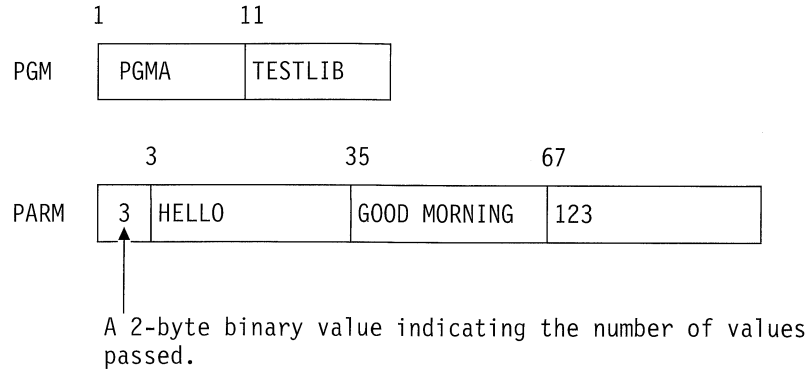 1 11
PGM PGMA TESTLIB
3 35 67
PARM 3 HELLO GOOD MORNING 123
A 2-byte binary value indicating the number of values
passed.